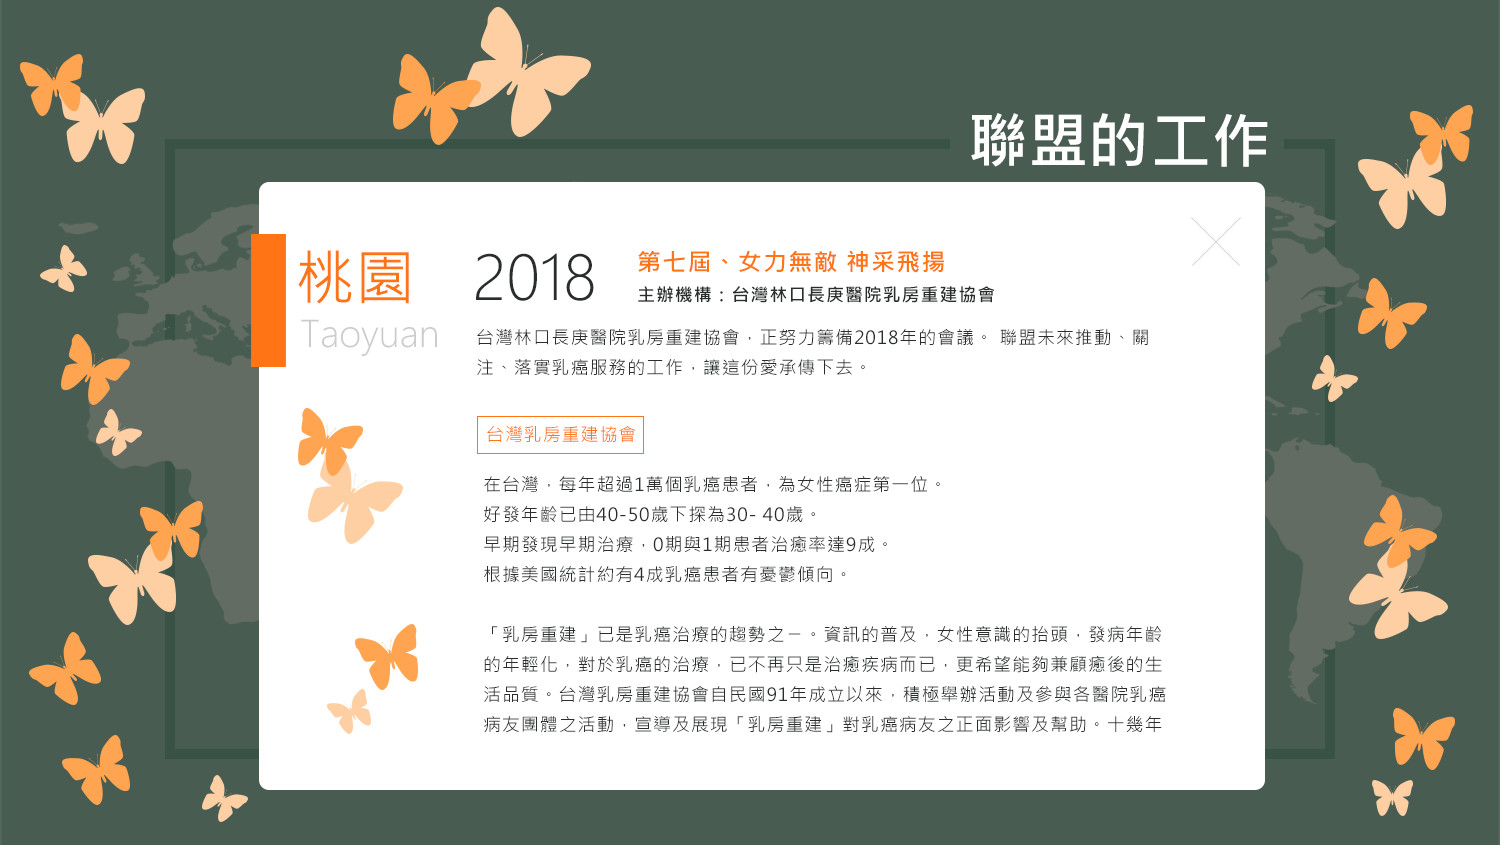 聯盟的工作
桃園
Taoyuan
2018
第七屆、女力無敵 神采飛揚
主辦機構：台灣林口長庚醫院乳房重建協會
台灣林口長庚醫院乳房重建協會，正努力籌備2018年的會議。 聯盟未來推動、關
注、落實乳癌服務的工作，讓這份愛承傳下去。
台灣乳房重建協會
在台灣，每年超過1萬個乳癌患者，為女性癌症第一位。
好發年齡已由40-50歲下探為30- 40歲。
早期發現早期治療，0期與1期患者治癒率達9成。
根據美國統計約有4成乳癌患者有憂鬱傾向。
「乳房重建」已是乳癌治療的趨勢之一。資訊的普及，女性意識的抬頭，發病年齡
的年輕化，對於乳癌的治療，已不再只是治癒疾病而已，更希望能夠兼顧癒後的生
活品質。台灣乳房重建協會自民國91年成立以來，積極舉辦活動及參與各醫院乳癌
病友團體之活動，宣導及展現「乳房重建」對乳癌病友之正面影響及幫助。十幾年